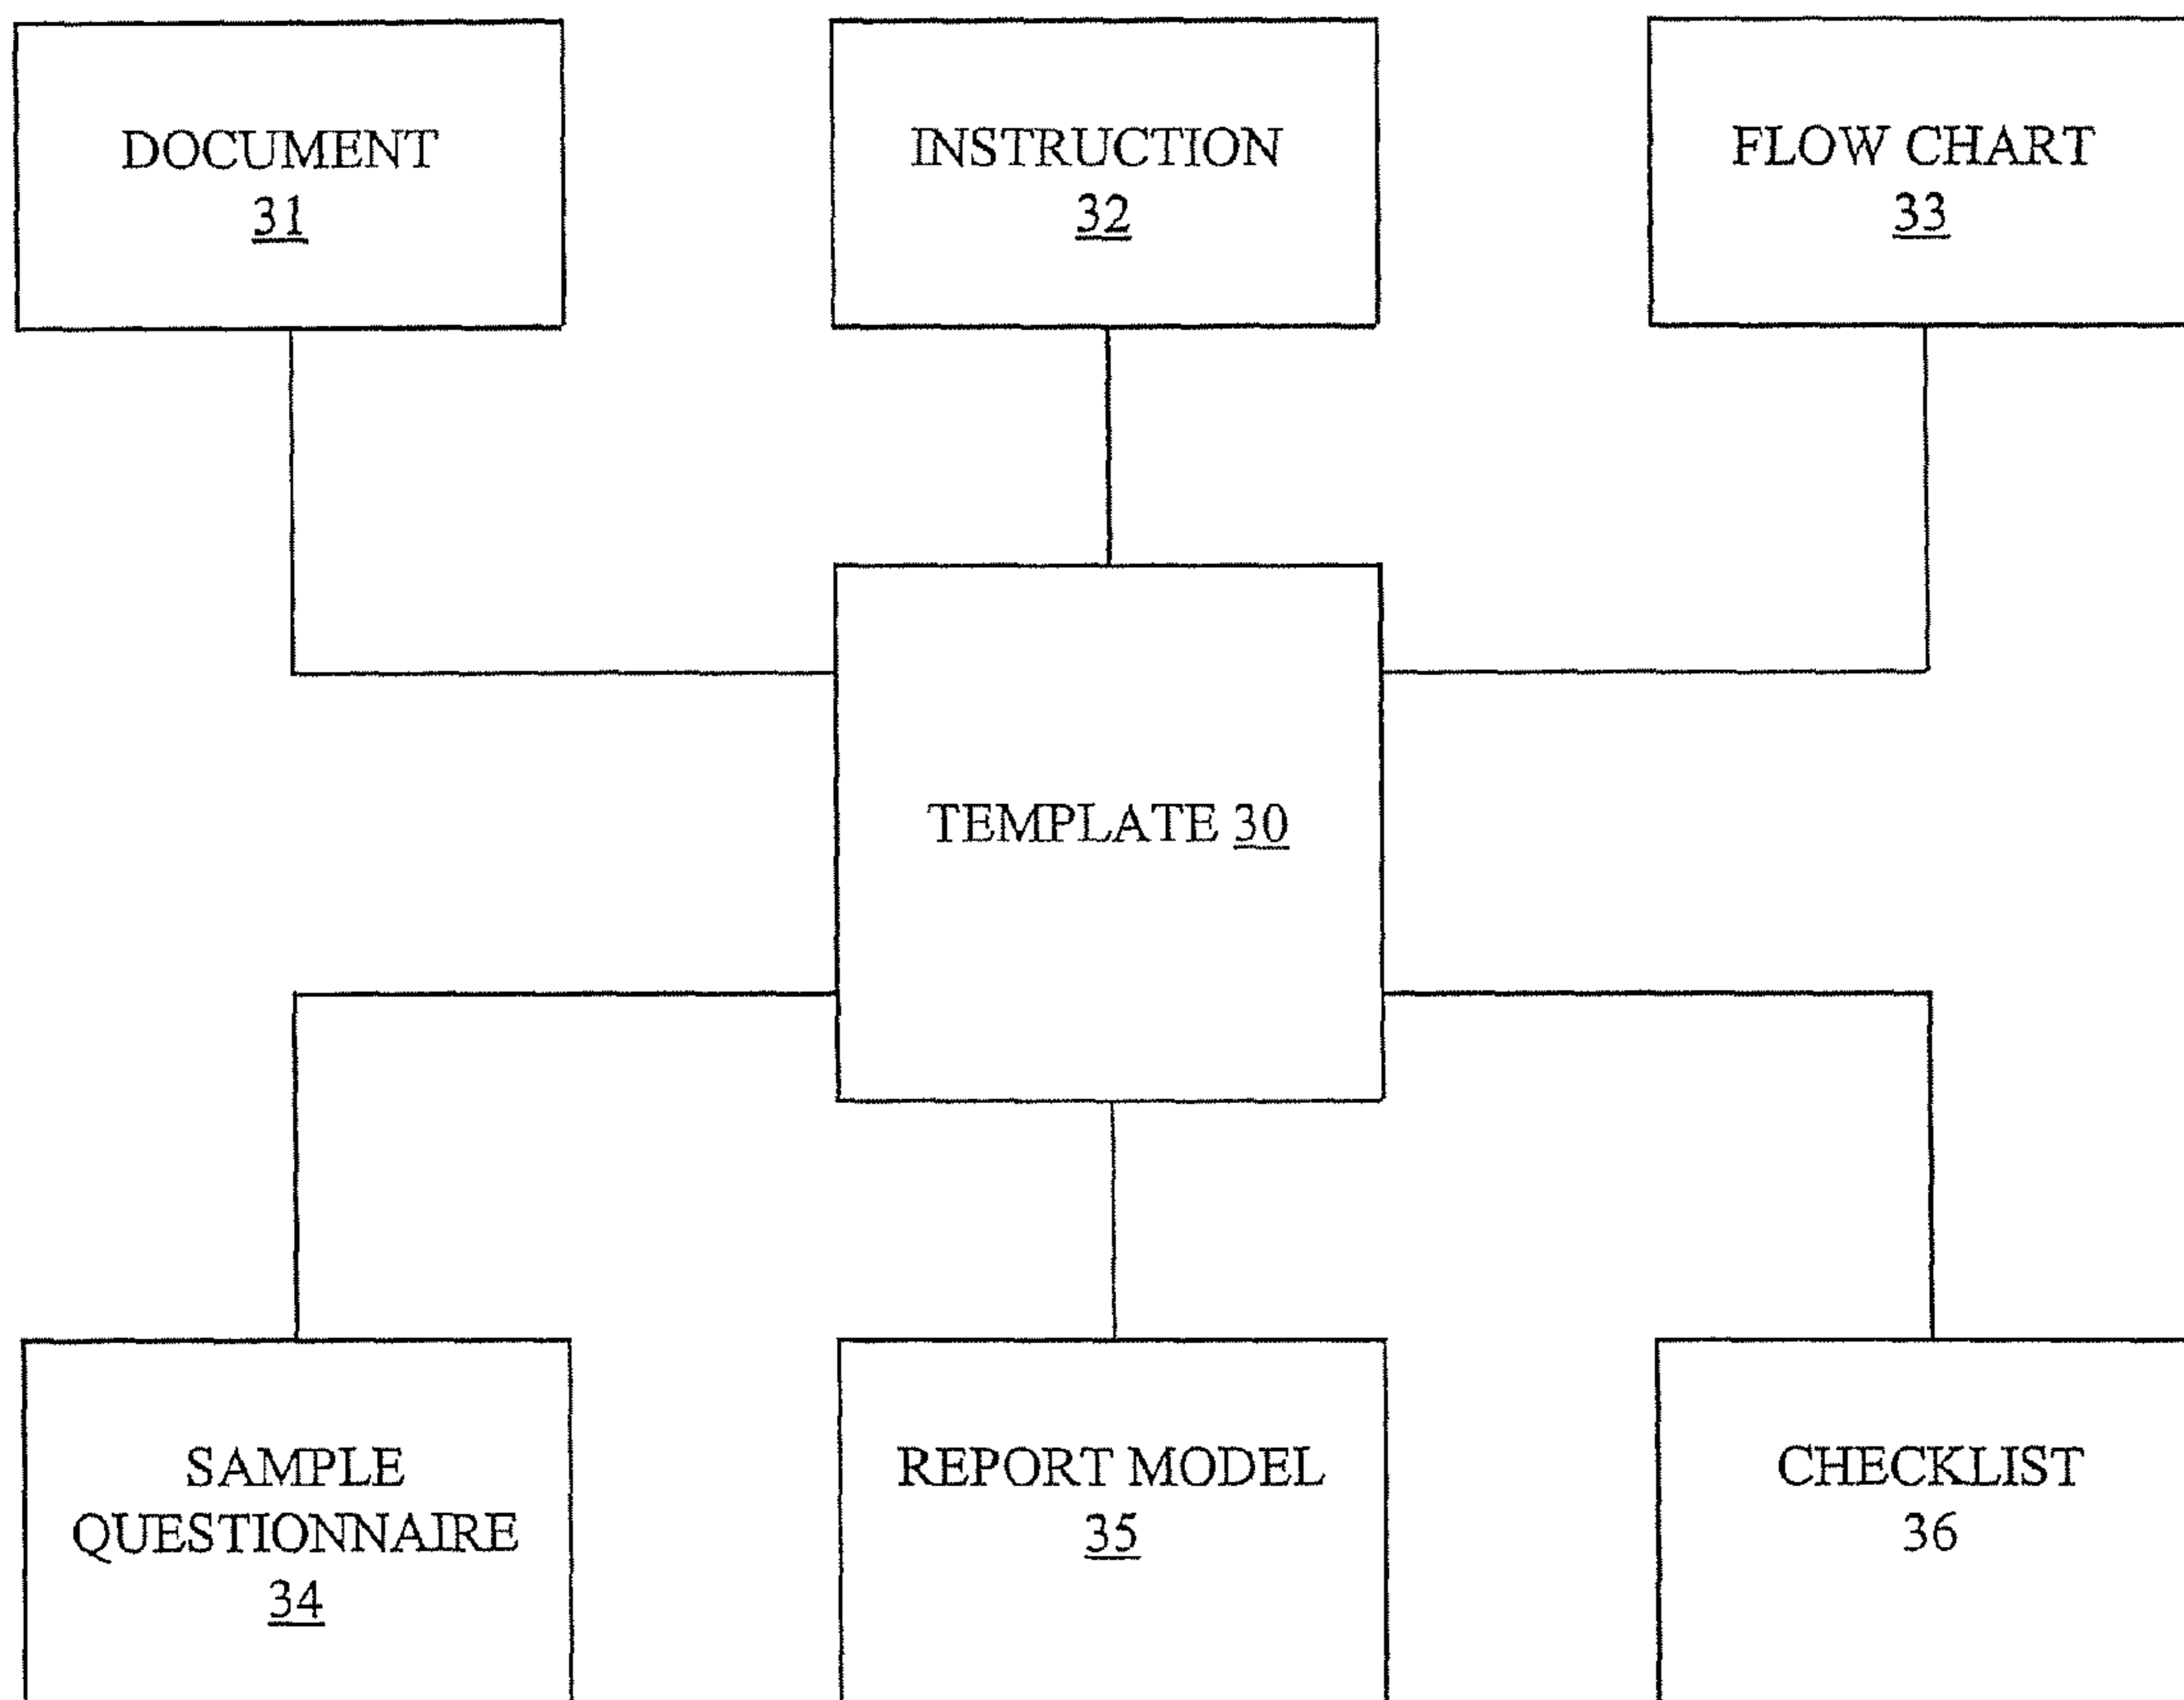 DOCUMENT
31
INSTRUCTION
32
FLOW CHART
33
TEMPLATE 30
SAMPLE
QUESTIONNAIRE
34
REPORT MODEL
35
CHECKLIST
36